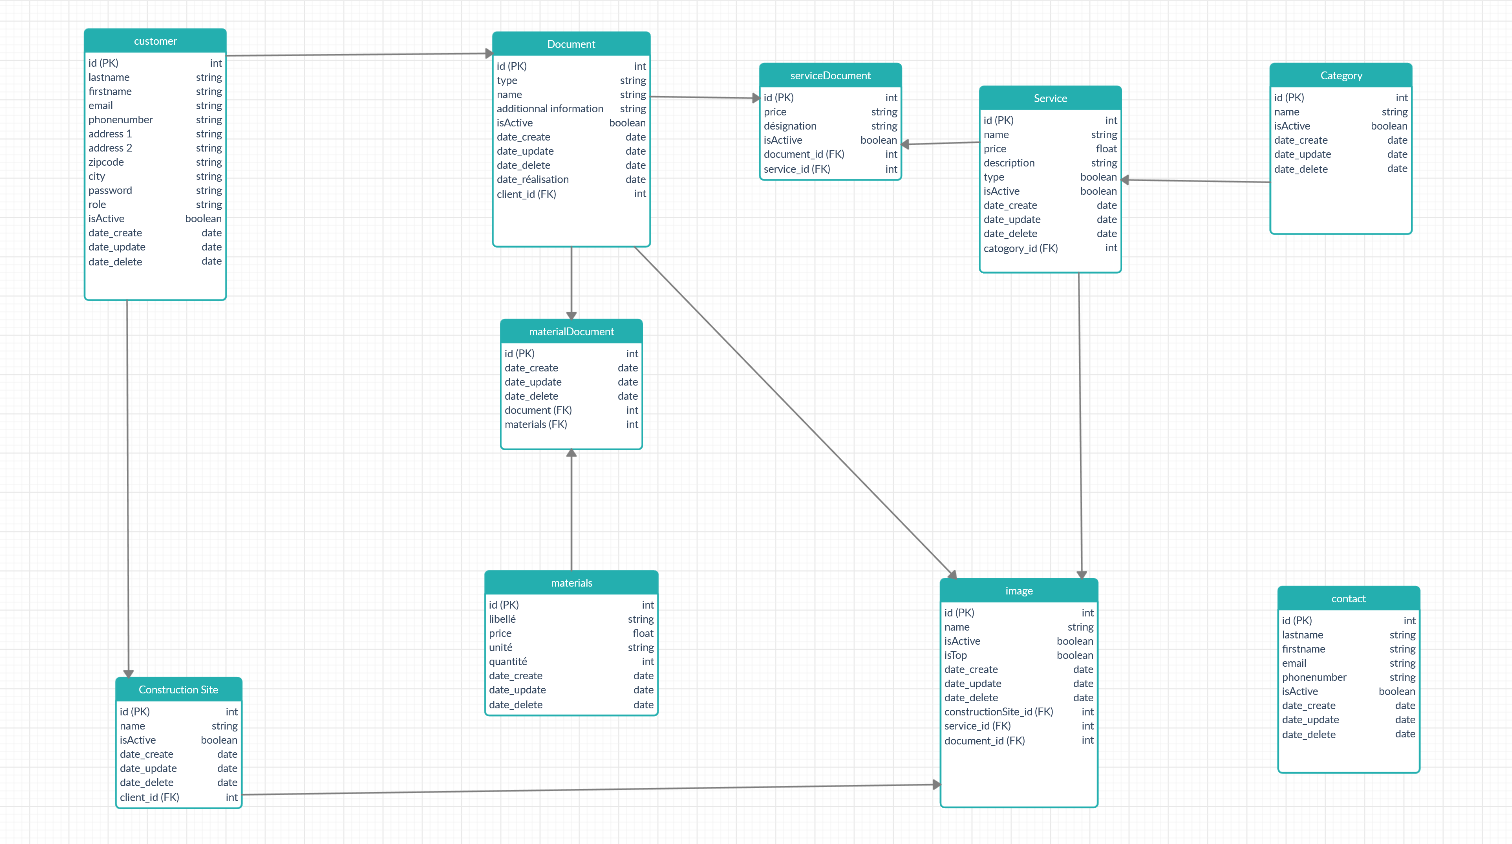 customer
id (PK) int
lastname string
firstname string
email string
phonenumber string
address 1 string
address 2 string
zipcode string
city string
password string
role string
isActive boolean
date_create date
date_update date
date_delete date
Document
id (PK) int
type string
name string
additionnal information string
isActive boolean
date_create date
date_update date
date_delete date
date_réalisation date
client_id (FK) int
serviceDocument
id (PK) int
price string
désignation string
isActiive boolean
document_id (FK) int
service_id (FK) int
Service
id (PK) int
name string
price float
description string
type boolean
isActive boolean
date_create date
date_update date
date_delete date
catogory_id (FK) int
Category
id (PK) int
name string
isActive boolean
date_create date
date_update date
date_delete date
materialDocument
id (PK) int
date_create date
date_update date
date_delete date
document (FK) int
materials (FK) int
materials
id (PK) int
libellé string
price float
unité string
quantité int
date_create date
date_update date
date_delete date
image
id (PK) int
name string
isActive boolean
isTop boolean
date_create date
date_update date
date_delete date
constructionSite_id (FK) int
service_id (FK) int
document_id (FK) int
contact
id (PK) int
lastname string
firstname string
email string
phonenumber string
isActive boolean
date_create date
date_update date
date_delete date
Construction Site
id (PK) int
name string
isActive boolean
date_create date
date_update date
date_delete date
client_id (FK) int